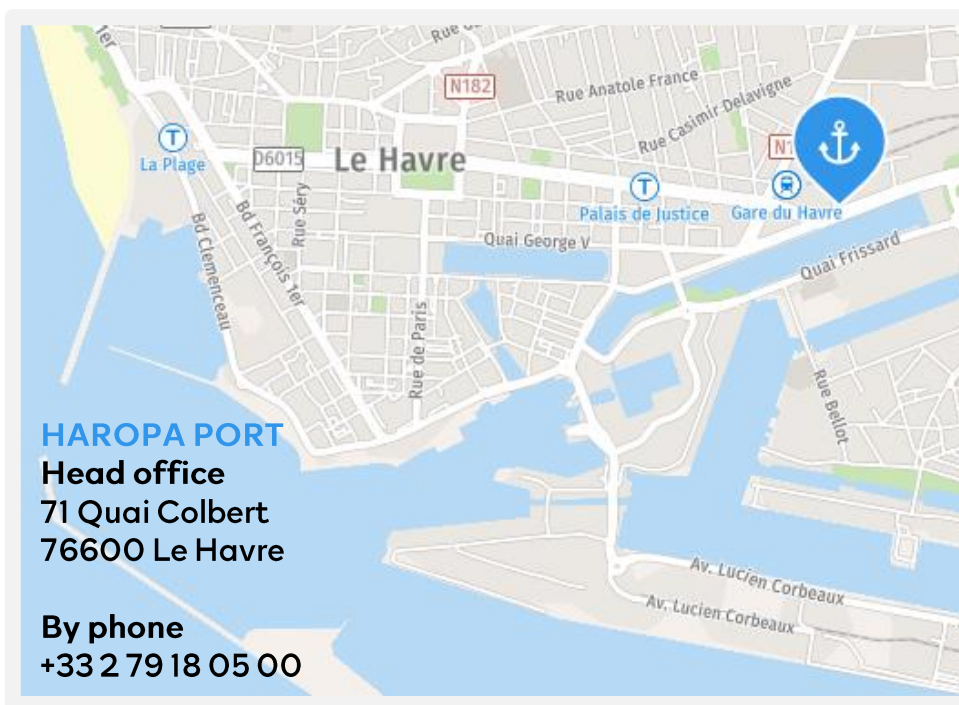 1er
Rue
N182
Rue Anatole France
Rue Casimir Delavigne
T
La Plage
D6015
Le Havre
Rue Séry
T
Palais de Justice
Gare du Havre
Bd Clemenceau
Bd François 1er
Quai George V
Quai Frissard
Rue de Paris
Rue Bellot
HAROPA PORT
Head office
71 Quai Colbert
76600 Le Havre
Av. Lucien Corbeaux
Av. Lucien Corbeaux
By phone
+33 2 79 18 05 00